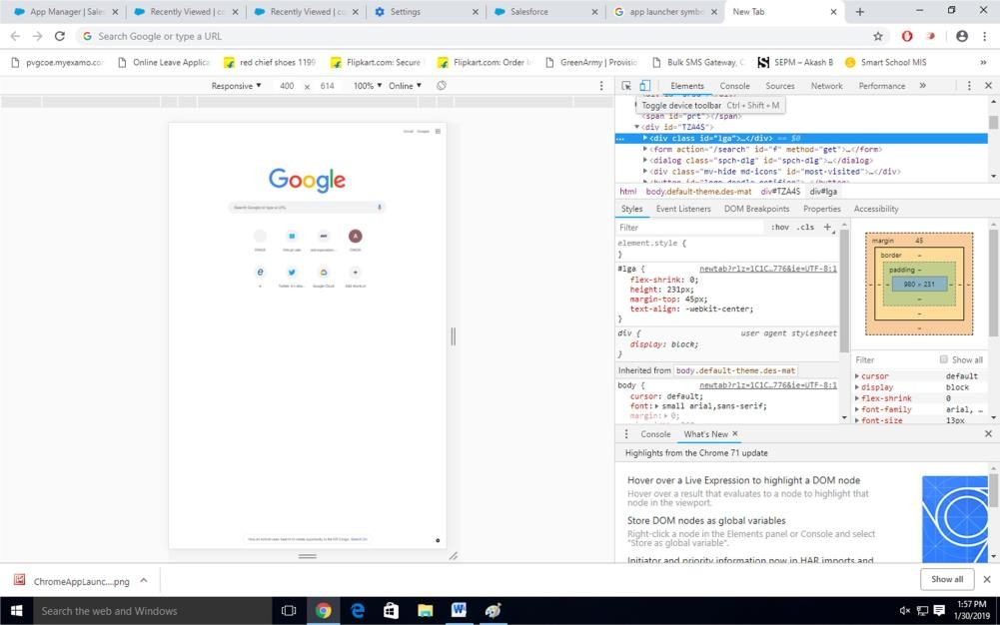 App Manager | Sales
Recently Viewed | co
Recently Viewed | co
Settings
Salesforce
app launcher symbo
New Tab
Search Google or type a URL
pvgcoe.myexamo.com
Online Leave Applica
red chief shoes 1199
Flipkart.com: Secure
Flipkart.com: Order I
GreenArmy | Provisio
Bulk SMS Gateway, C
SEPM – Akash B
Smart School MIS
»
Responsive ▼ 400 × 614 100% ▼ Online ▼
Elements Console Sources Network Performance »
Toggle device toolbar Ctrl + Shift + M
<span id="prt"></span>
▼<div id="TZA4S">
... ▶<div class id="lga">…</div> == $0
▶<form action="/search" id="f" method="get">…</form>
▶<dialog class="spch-dlg" id="spch-dlg">…</dialog>
▶<div class="mv-hide md-icons" id="most-visited">…</div>
html body.default-theme.des-mat div#TZA4S div#lga
Styles Event Listeners DOM Breakpoints Properties Accessibility
Filter :hov .cls +
element.style {
}
#lga { newtab?rlz=1C1C…776&ie=UTF-8:1
flex-shrink: 0;
height: 231px;
margin-top: 45px;
text-align: -webkit-center;
}
div { user agent stylesheet
display: block;
}
Inherited from body.default-theme.des-mat
body { newtab?rlz=1C1C…776&ie=UTF-8:1
cursor: default;
font:▶ small arial,sans-serif;
margin:▶ 0;
margin 45
border –
padding –
980 × 231
Filter Show all
▶ cursor default
▶ display block
▶ flex-shrink 0
▶ font-family arial, …
▶ font-size 13px
Console What's New ×
Highlights from the Chrome 71 update
Hover over a Live Expression to highlight a DOM node
Hover over a result that evaluates to a node to highlight that
node in the viewport.
Store DOM nodes as global variables
Right-click a node in the Elements panel or Console and select
"Store as global variable".
Initiator and priority information now in HAR imports and
Gmail Images
Google
Search Google or type a URL
Google Cloud Add shortcut
ChromeAppLaunc....png
Show all
Search the web and Windows
1:57 PM
1/30/2019